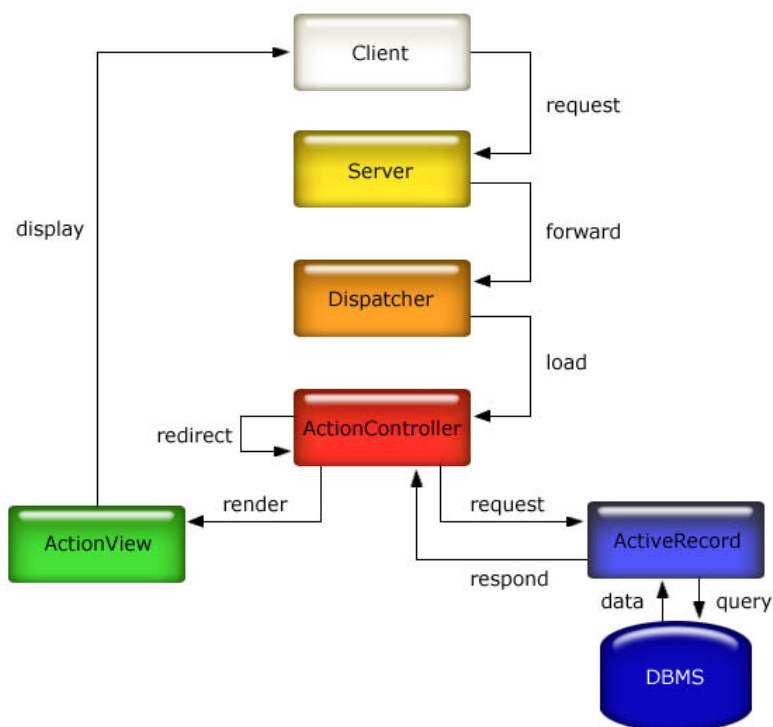 Client
request
Server
display
forward
Dispatcher
load
ActionController
redirect
render
request
ActionView
ActiveRecord
respond
data
query
DBMS